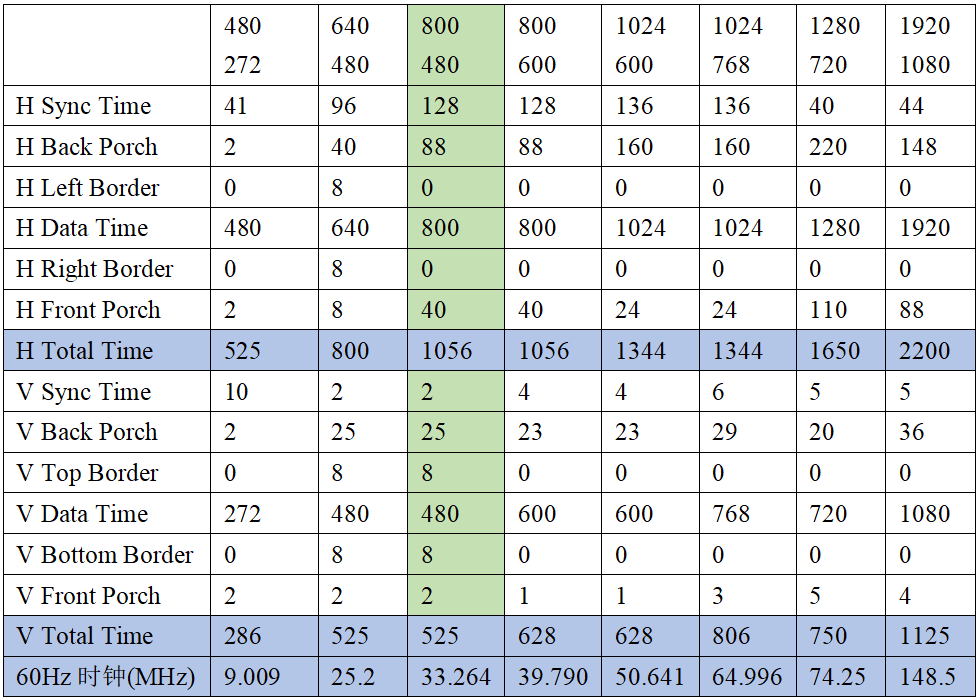 480 640 800 800 1024 1024 1280 1920
272 480 480 600 600 768 720 1080
H Sync Time 41 96 128 128 136 136 40 44
H Back Porch 2 40 88 88 160 160 220 148
H Left Border 0 8 0 0 0 0 0 0
H Data Time 480 640 800 800 1024 1024 1280 1920
H Right Border 0 8 0 0 0 0 0 0
H Front Porch 2 8 40 40 24 24 110 88
H Total Time 525 800 1056 1056 1344 1344 1650 2200
V Sync Time 10 2 2 4 4 6 5 5
V Back Porch 2 25 25 23 23 29 20 36
V Top Border 0 8 8 0 0 0 0 0
V Data Time 272 480 480 600 600 768 720 1080
V Bottom Border 0 8 8 0 0 0 0 0
V Front Porch 2 2 2 1 1 3 5 4
V Total Time 286 525 525 628 628 806 750 1125
60Hz 时钟(MHz) 9.009 25.2 33.264 39.790 50.641 64.996 74.25 148.5